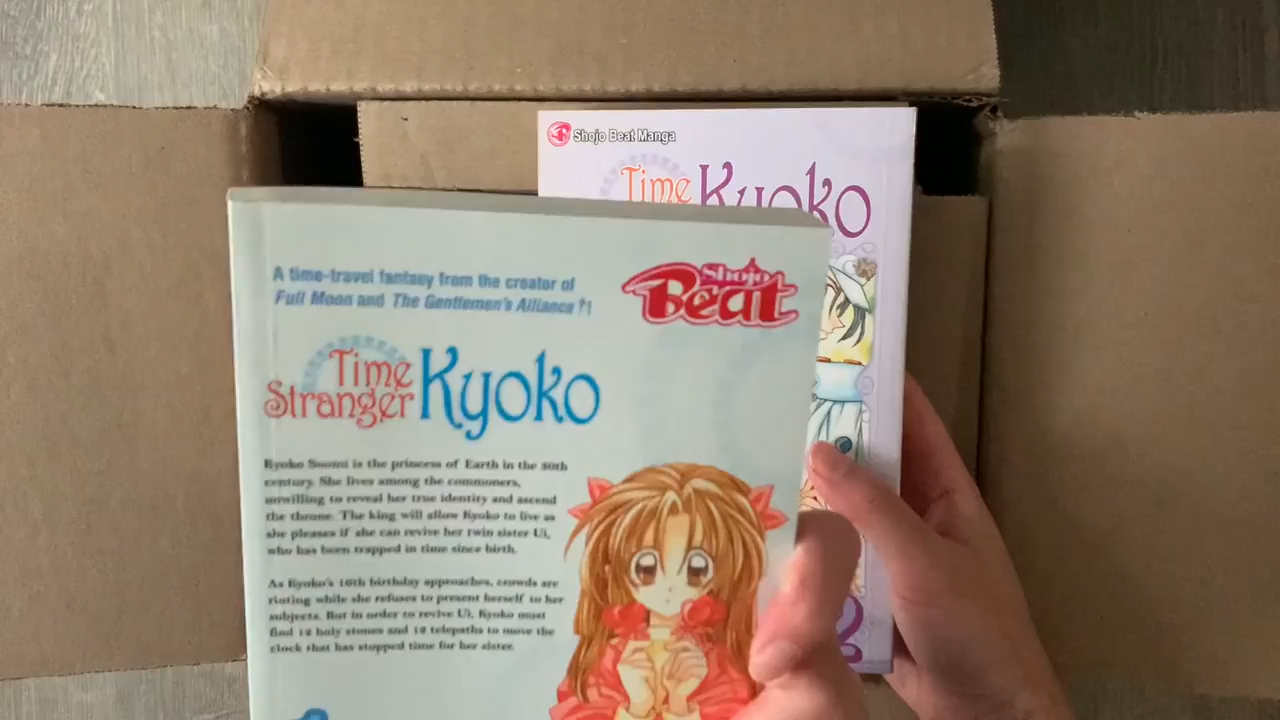 Shojo Beat Manga
Time Kyoko
A time-travel fantasy from the creator of
Full Moon and The Gentlemen's Alliance †!
Shojo
Beat
Time
Stranger Kyoko
Kyoko Suomi is the princess of Earth in the 30th
century. She lives among the commoners,
unwilling to reveal her true identity and ascend
the throne. The king will allow Kyoko to live as
she pleases if she can revive her twin sister Ui,
who has been trapped in time since birth.
As Kyoko's 16th birthday approaches, crowds are
rioting while she refuses to present herself to her
subjects. But in order to revive Ui, Kyoko must
find 12 holy stones and 12 telepaths to move the
clock that has stopped time for her sister.
2